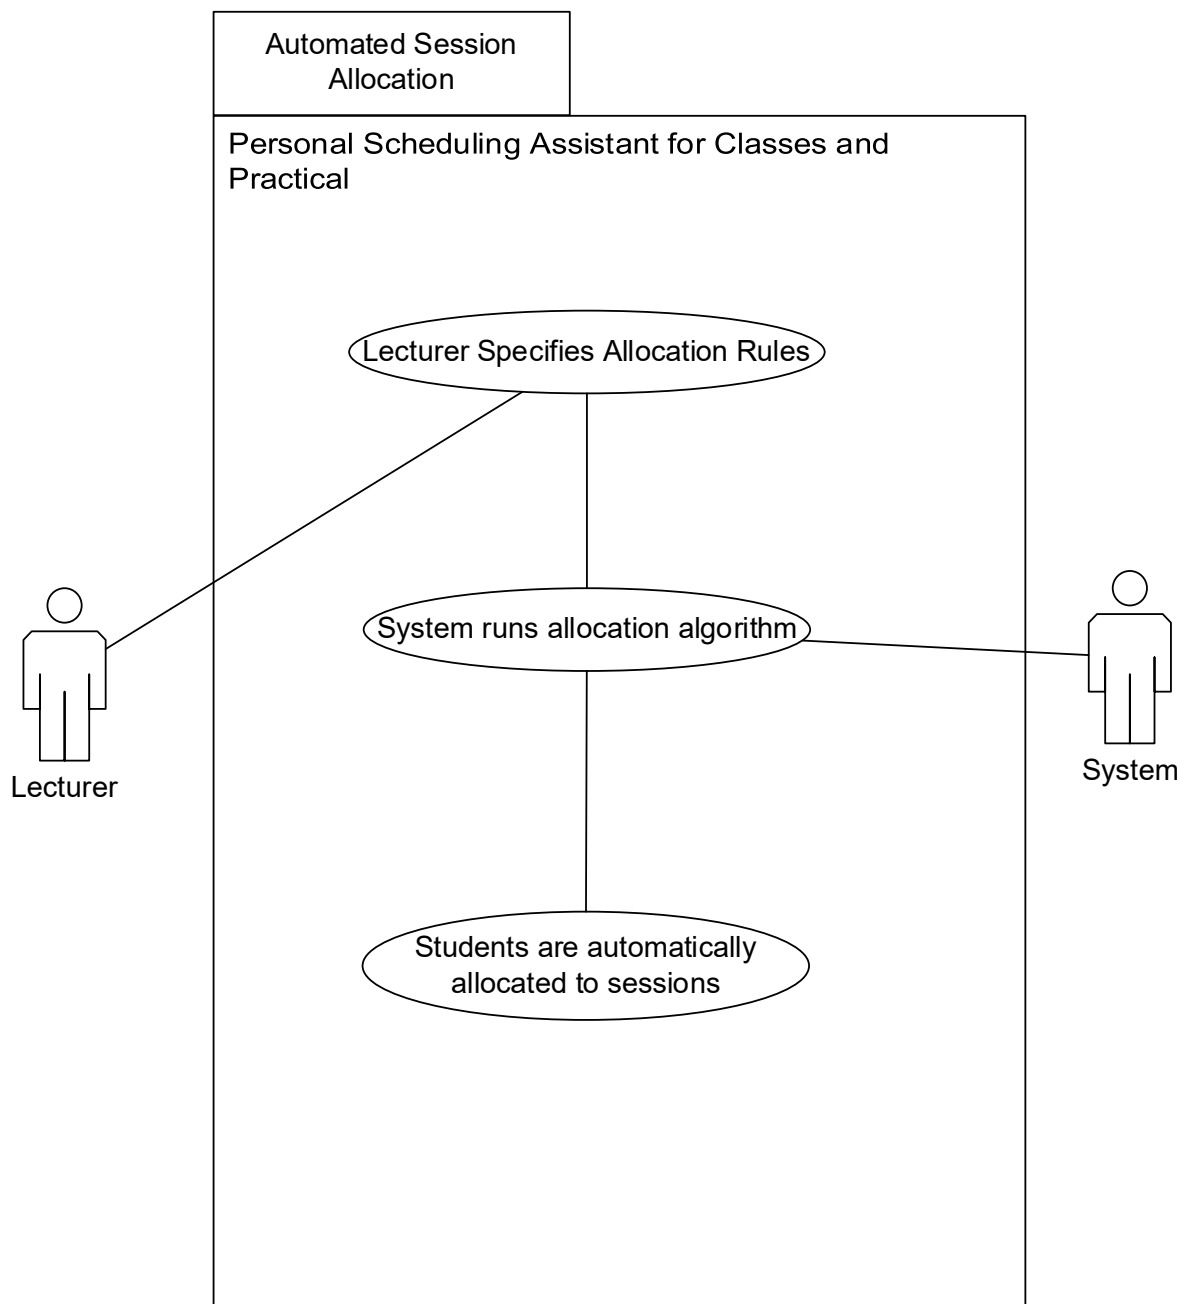 Automated Session
Allocation
Personal Scheduling Assistant for Classes and
Practical
Lecturer Specifies Allocation Rules
System runs allocation algorithm
Lecturer
System
Students are automatically
allocated to sessions